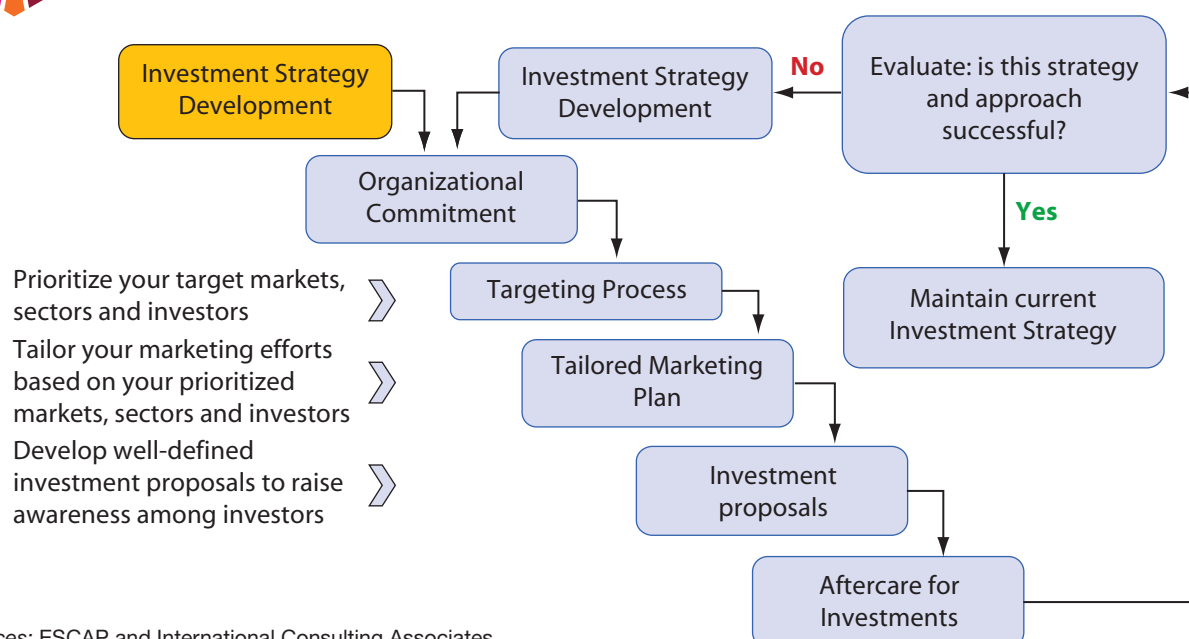 Investment Strategy
Development
Investment Strategy
Development
No
Evaluate: is this strategy
and approach
successful?
Organizational
Commitment
Yes
Prioritize your target markets,
sectors and investors
Targeting Process
Maintain current
Investment Strategy
Tailor your marketing efforts
based on your prioritized
markets, sectors and investors
Tailored Marketing
Plan
Develop well-defined
investment proposals to raise
awareness among investors
Investment
proposals
Aftercare for
Investments
ESCAP and International Consulting Associates